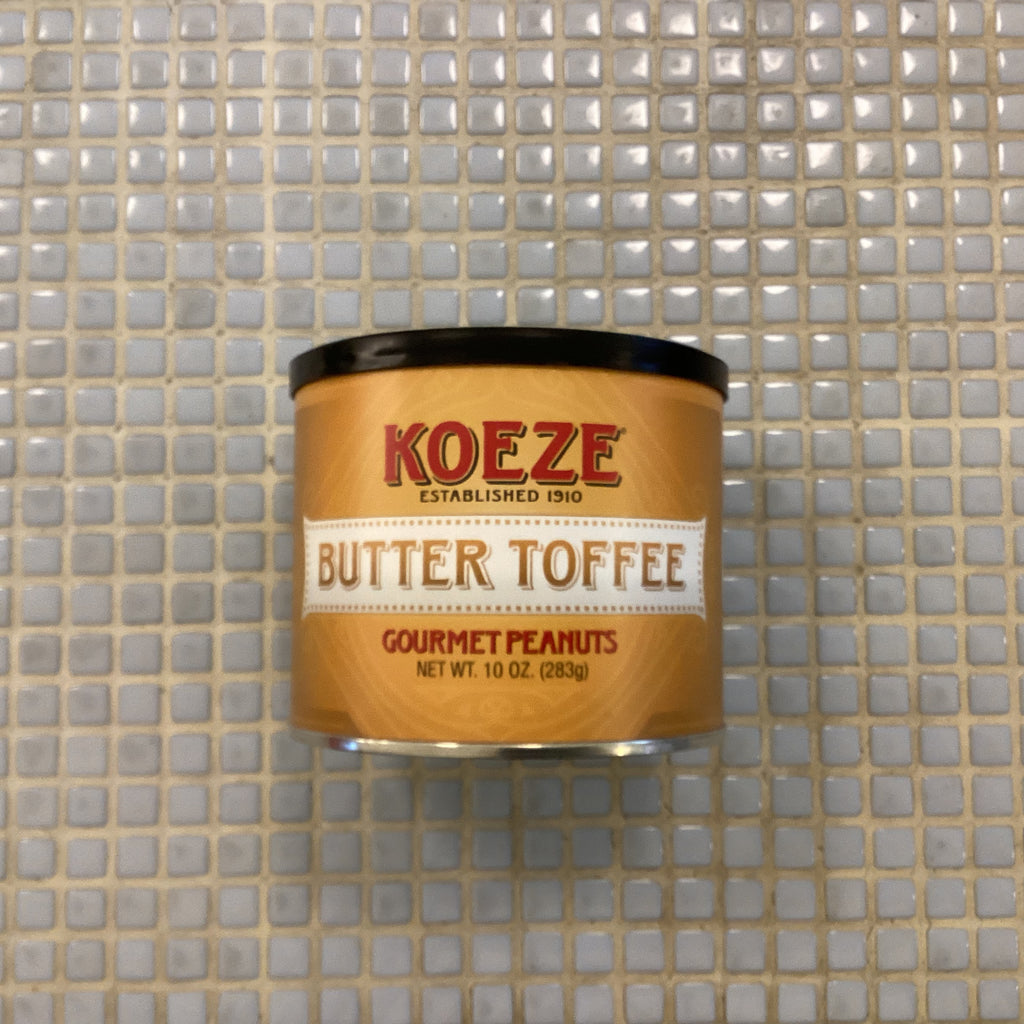 KOEZE®
ESTABLISHED 1910
BUTTER TOFFEE
GOURMET PEANUTS
NET WT. 10 OZ. (283g)